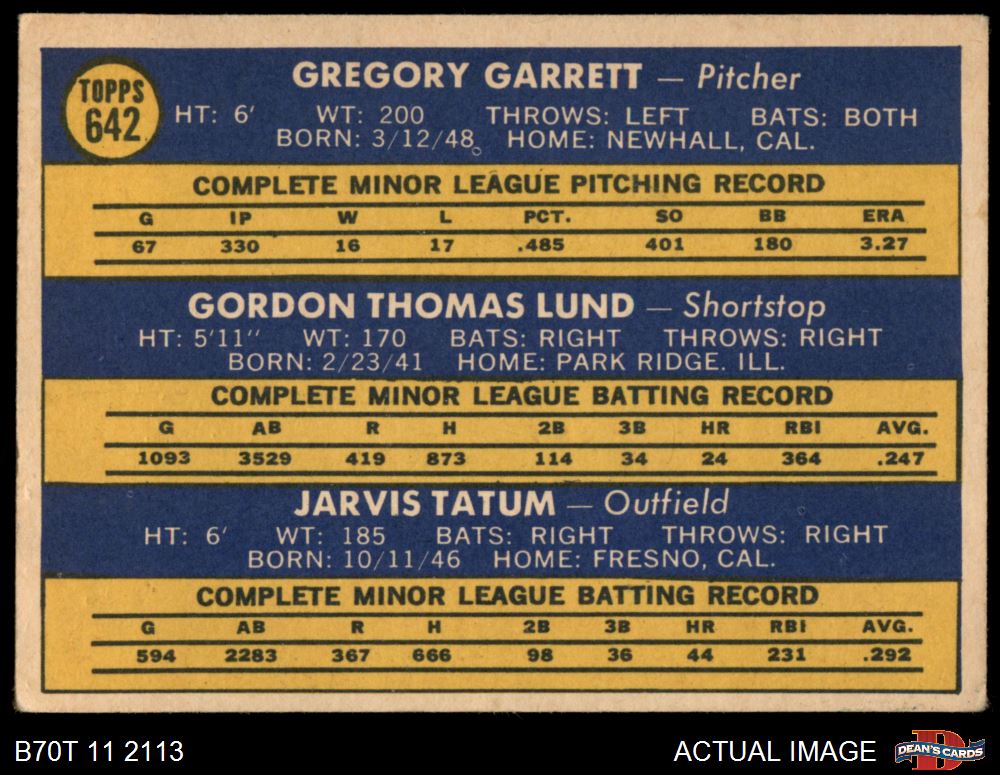 TOPPS
642
GREGORY GARRETT — Pitcher
HT: 6' WT: 200 THROWS: LEFT BATS: BOTH
BORN: 3/12/48 HOME: NEWHALL, CAL.
COMPLETE MINOR LEAGUE PITCHING RECORD
G IP W L PCT. SO BB ERA
67 330 16 17 .485 401 180 3.27
GORDON THOMAS LUND — Shortstop
HT: 5'11" WT: 170 BATS: RIGHT THROWS: RIGHT
BORN: 2/23/41 HOME: PARK RIDGE. ILL.
COMPLETE MINOR LEAGUE BATTING RECORD
G AB R H 2B 3B HR RBI AVG.
1093 3529 419 873 114 34 24 364 .247
JARVIS TATUM — Outfield
HT: 6' WT: 185 BATS: RIGHT THROWS: RIGHT
BORN: 10/11/46 HOME: FRESNO, CAL.
COMPLETE MINOR LEAGUE BATTING RECORD
G AB R H 2B 3B HR RBI AVG.
594 2283 367 666 98 36 44 231 .292
B70T 11 2113
ACTUAL IMAGE
DEAN'S CARDS